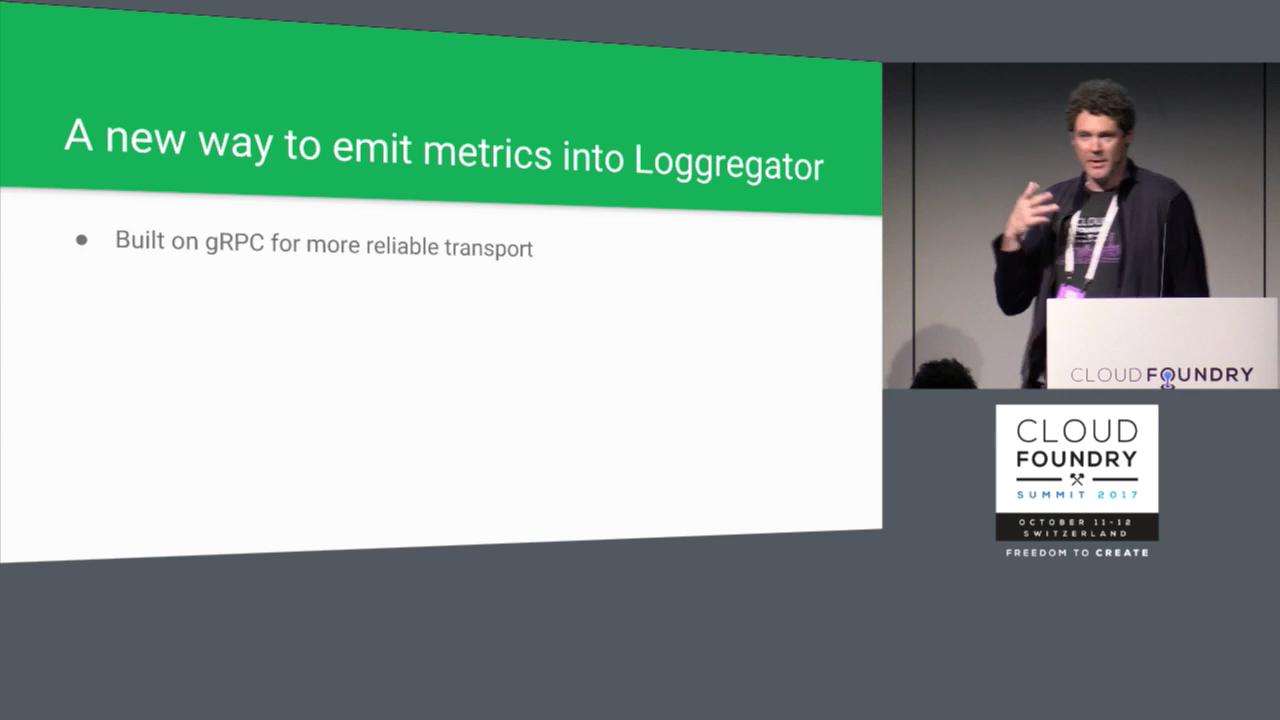 A new way to emit metrics into Loggregator
● Built on gRPC for more reliable transport
CLOUD
CLOUD FOUNDRY
CLOUD
FOUNDRY
SUMMIT 2017
OCTOBER 11-12
SWITZERLAND
FREEDOM TO CREATE